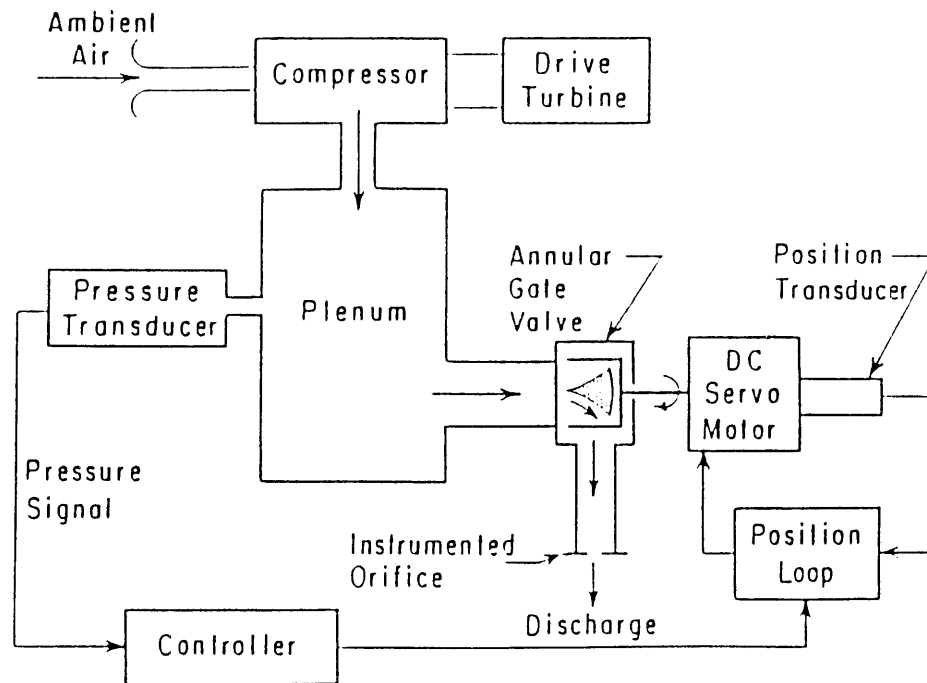 Ambient
Air
Compressor
Drive
Turbine
Annular
Gate
Valve
Position
Transducer
Pressure
Transducer
Plenum
DC
Servo
Motor
Pressure
Signal
Instrumented
Orifice
Position
Loop
Discharge
Controller